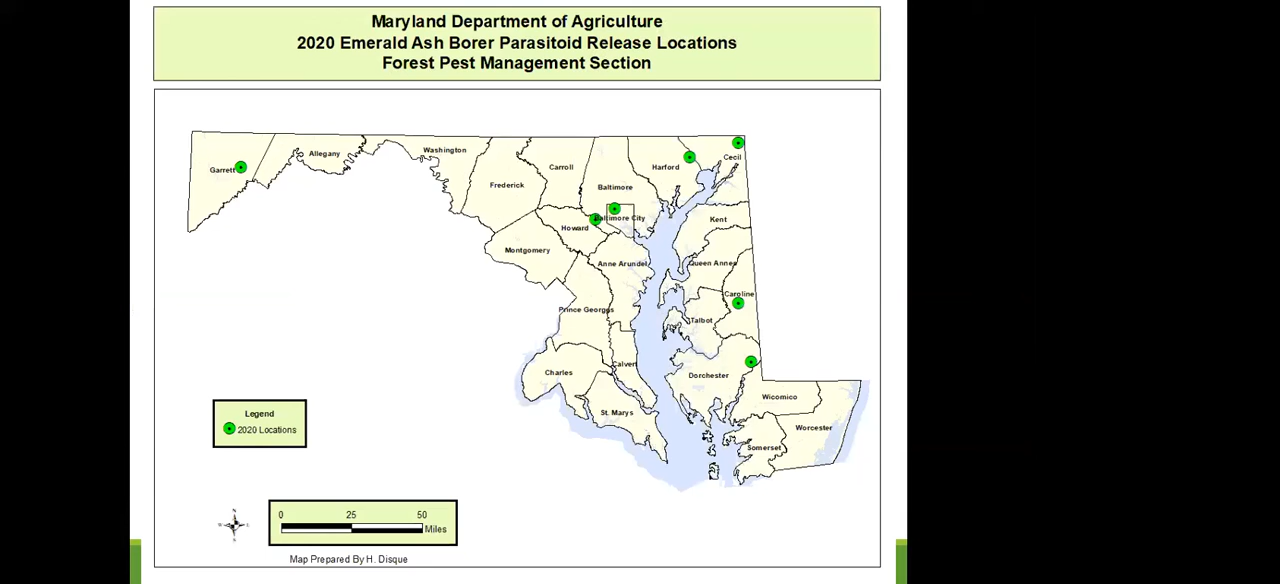 Maryland Department of Agriculture
2020 Emerald Ash Borer Parasitoid Release Locations
Forest Pest Management Section
Garrett
Allegany
Washington
Frederick
Carroll
Baltimore
Harford
Cecil
Baltimore City
Howard
Kent
Montgomery
Anne Arundel
Queen Annes
Caroline
Prince Georges
Talbot
Calvert
Charles
Dorchester
St. Marys
Wicomico
Worcester
Somerset
Legend
2020 Locations
N
0 25 50
Miles
Map Prepared By H. Disque